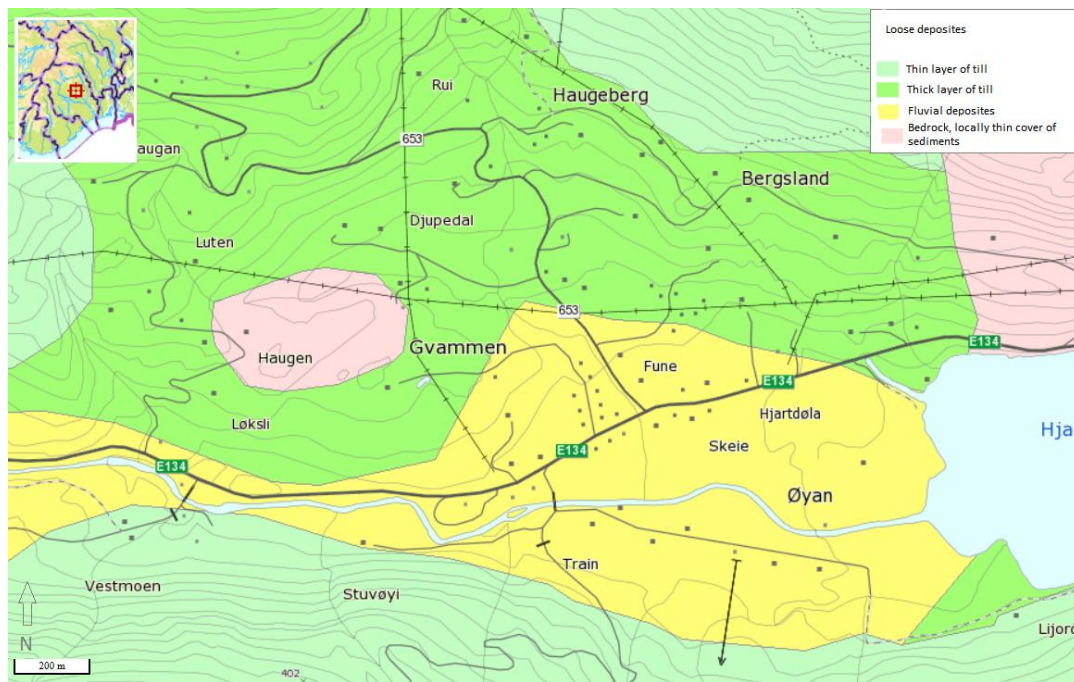 Loose deposites
Thin layer of till
Thick layer of till
Fluvial deposites
Bedrock, locally thin cover of
sediments
Rui
Haugeberg
653
augan
Bergsland
Djupedal
Luten
653
Gvammen
Haugen
Fune
E134
E134
Hjartdøla
Hja
Løksli
Skeie
E134
E134
Øyan
Train
Vestmoen
Stuvøyi
N
200 m
402
Lijord